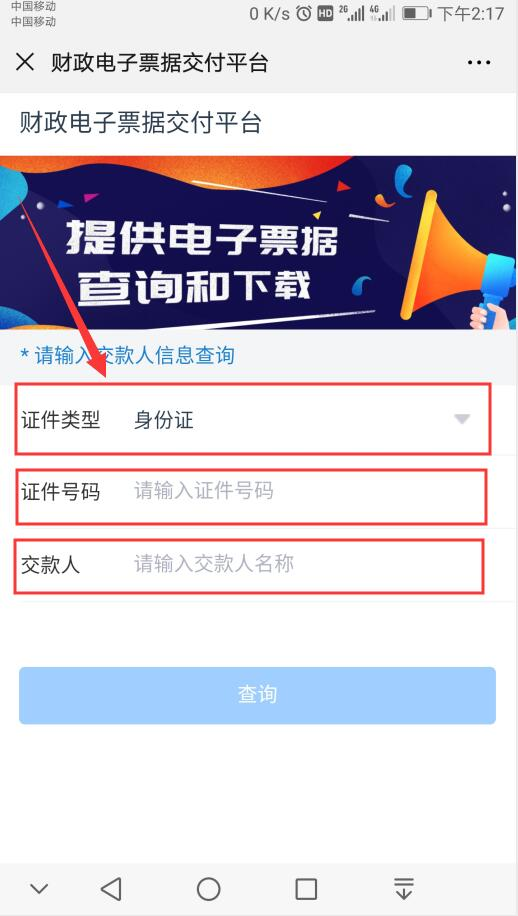 中国移动
中国移动
0 K/s HD 2G 4G 下午2:17
财政电子票据交付平台
财政电子票据交付平台
提供电子票据
查询和下载
* 请输入交款人信息查询
证件类型 身份证
证件号码 请输入证件号码
交款人 请输入交款人名称
查询